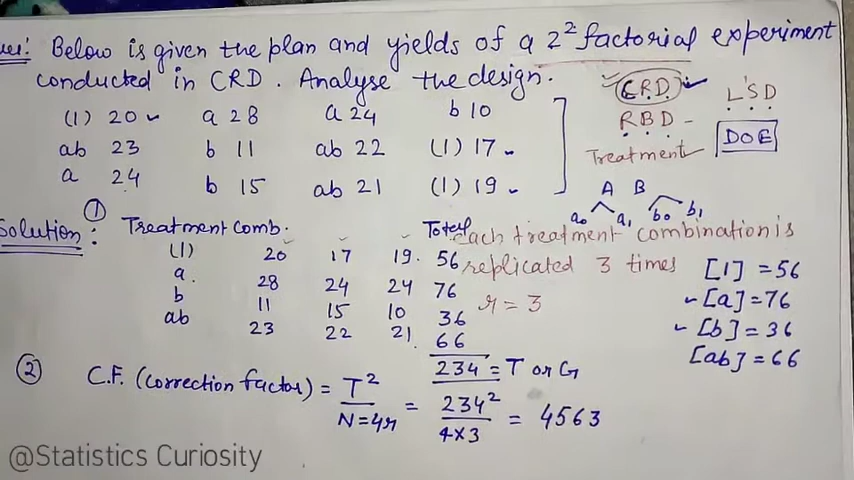 Ques: Below is given the plan and yields of a 2² factorial experiment
conducted in CRD. Analyse the design.
(1) 20 a 28 a 24 b 10
ab 23 b 11 ab 22 (1) 17
a 24 b 15 ab 21 (1) 19
CRD L'SD
RBD -
DOE
Treatment
A B
a₀ a₁ b₀ b₁
Solution: ① Treatment Comb. Total
(1) 20 17 19. 56
a 28 24 24 76
b 11 15 10 36
ab 23 22 21 66
234 = T or G
each treatment combination is
replicated 3 times
r = 3
[1] = 56
[a] = 76
[b] = 36
[ab] = 66
② C.F. (correction factor) = T²/N=4r = 234²/4×3 = 4563
@Statistics Curiosity